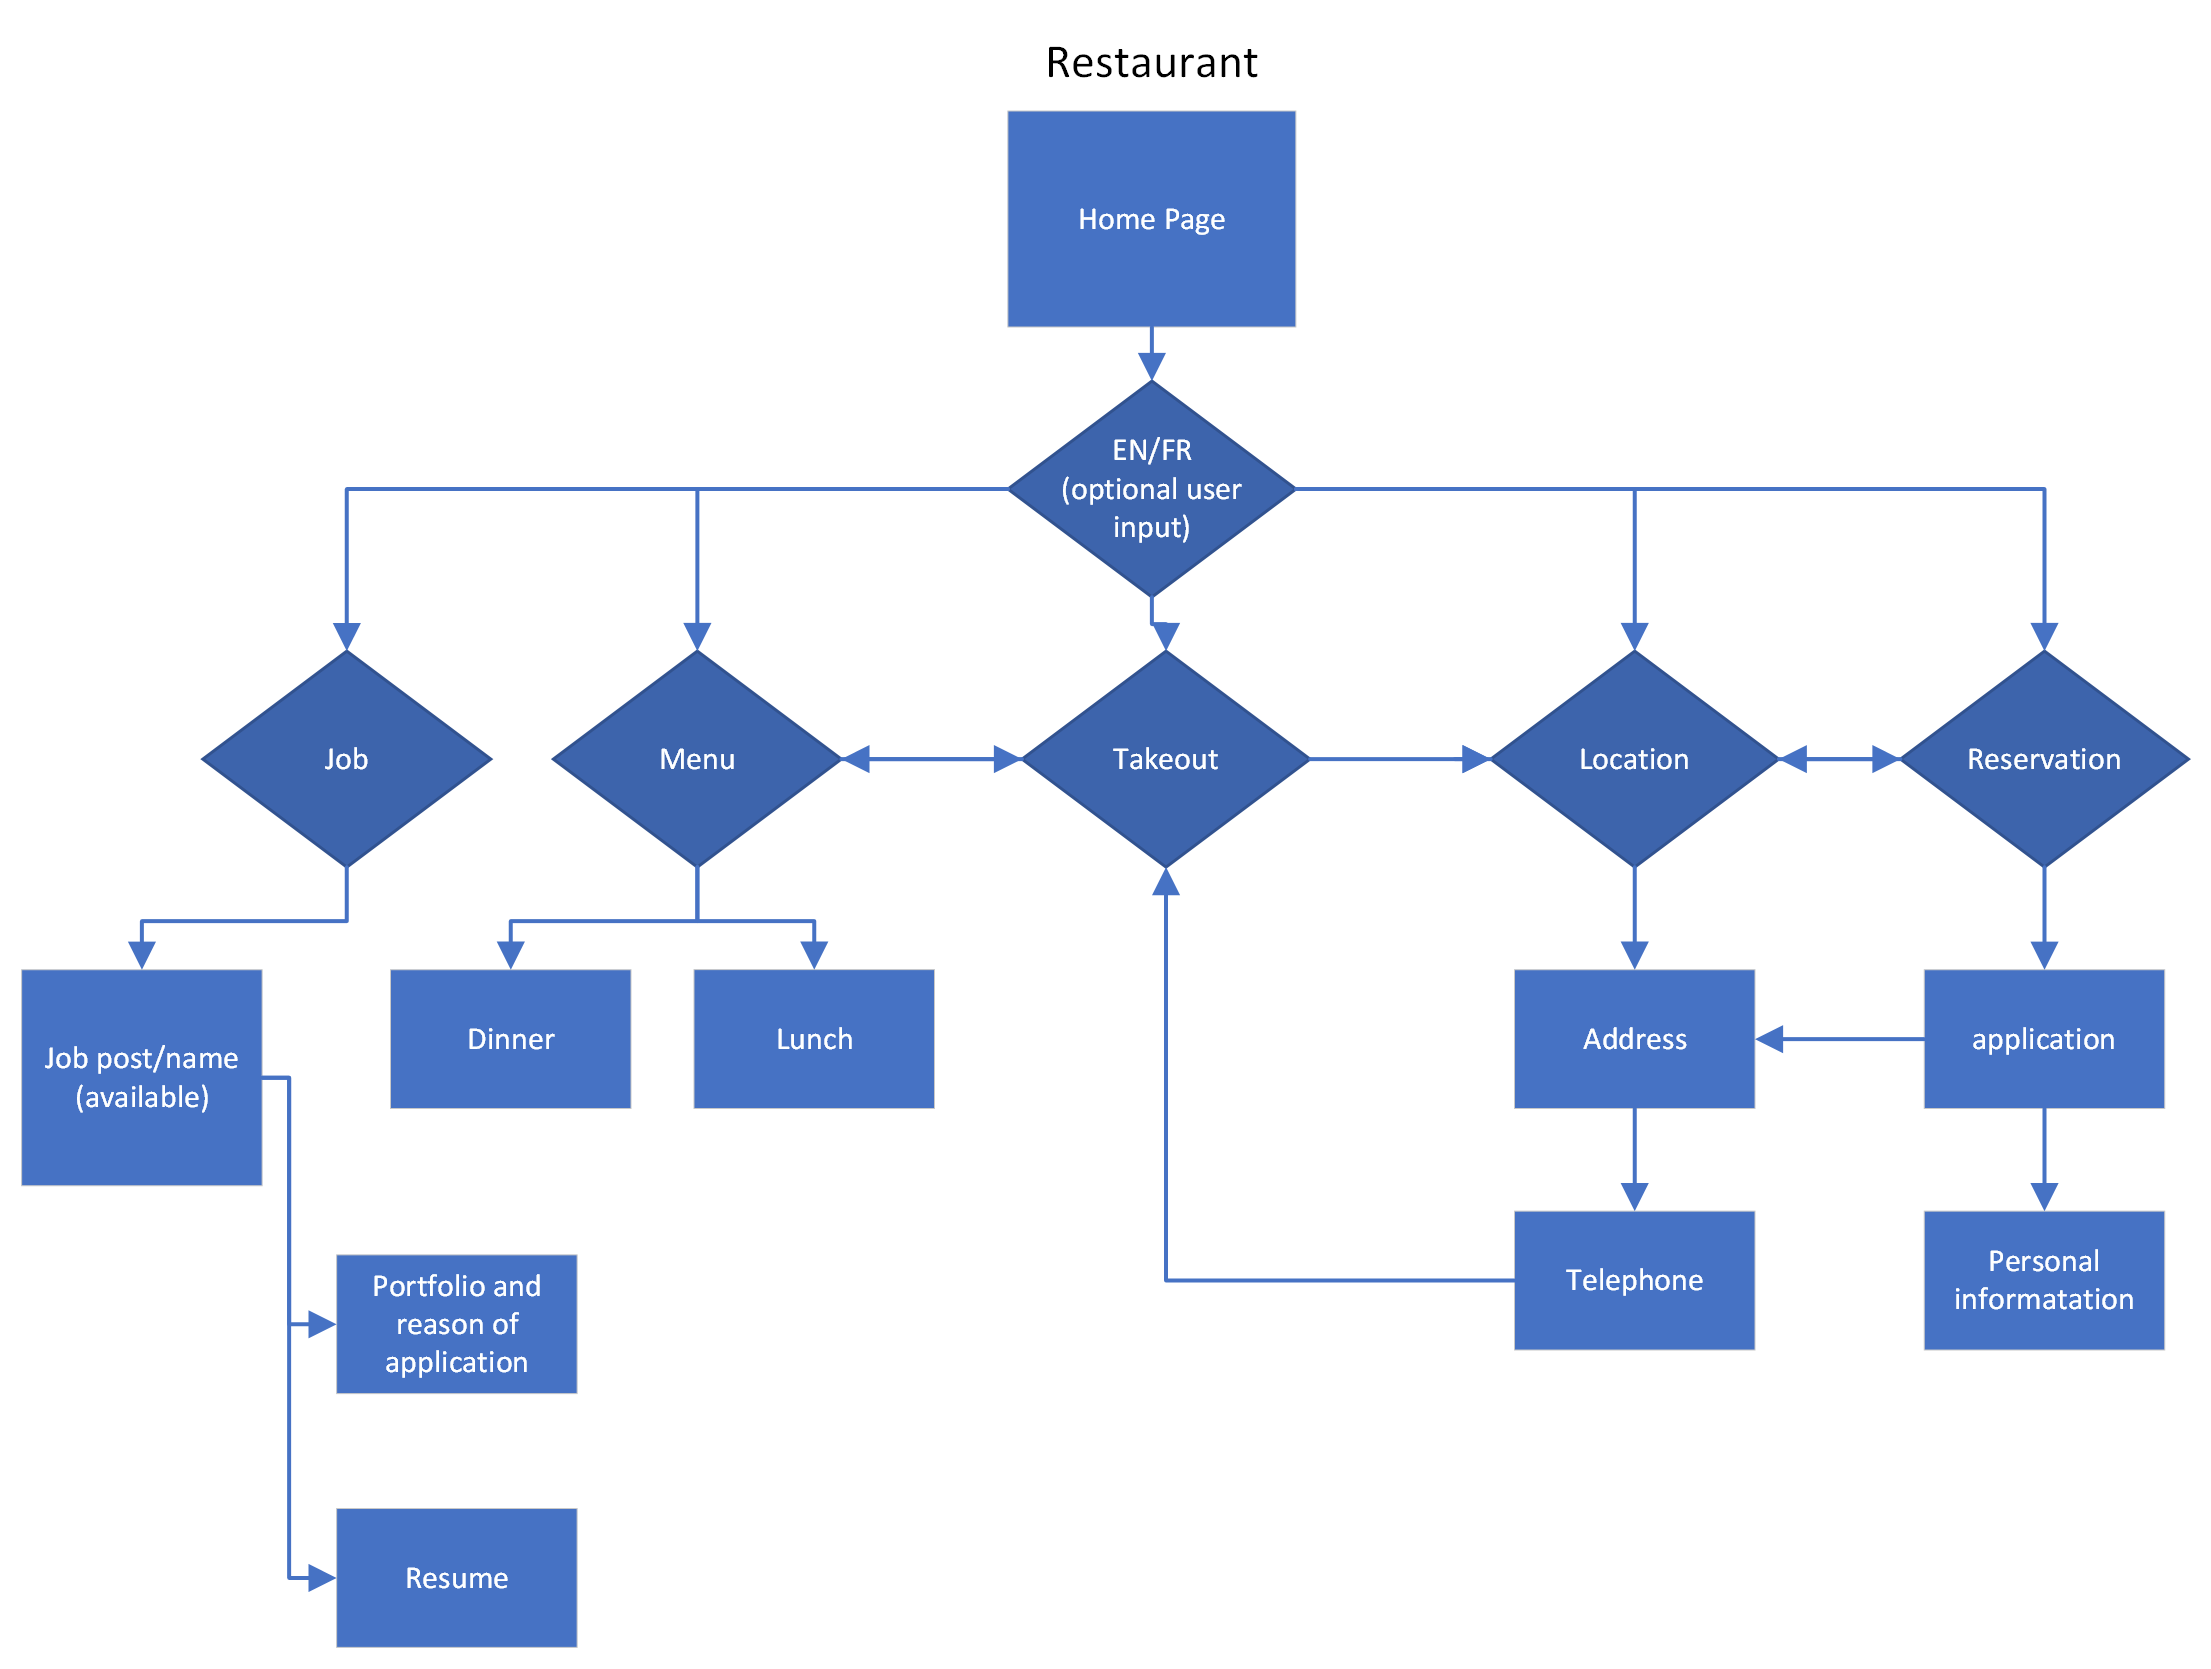 Restaurant
Home Page
EN/FR
(optional user
input)
Job
Menu
Takeout
Location
Reservation
Job post/name
(available)
Dinner
Lunch
Address
application
Portfolio and
reason of
application
Telephone
Personal
informatation
Resume